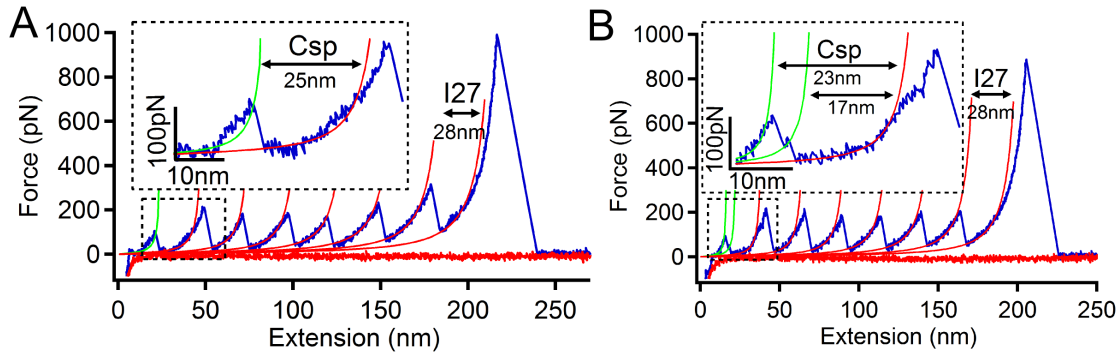 A
Force (pN)
1000
800
600
400
200
0
Csp
25nm
100pN
10nm
I27
28nm
0
50
100
150
200
250
Extension (nm)
B
Force (pN)
1000
800
600
400
200
0
Csp
23nm
17nm
100pN
10nm
I27
28nm
0
50
100
150
200
250
Extension (nm)